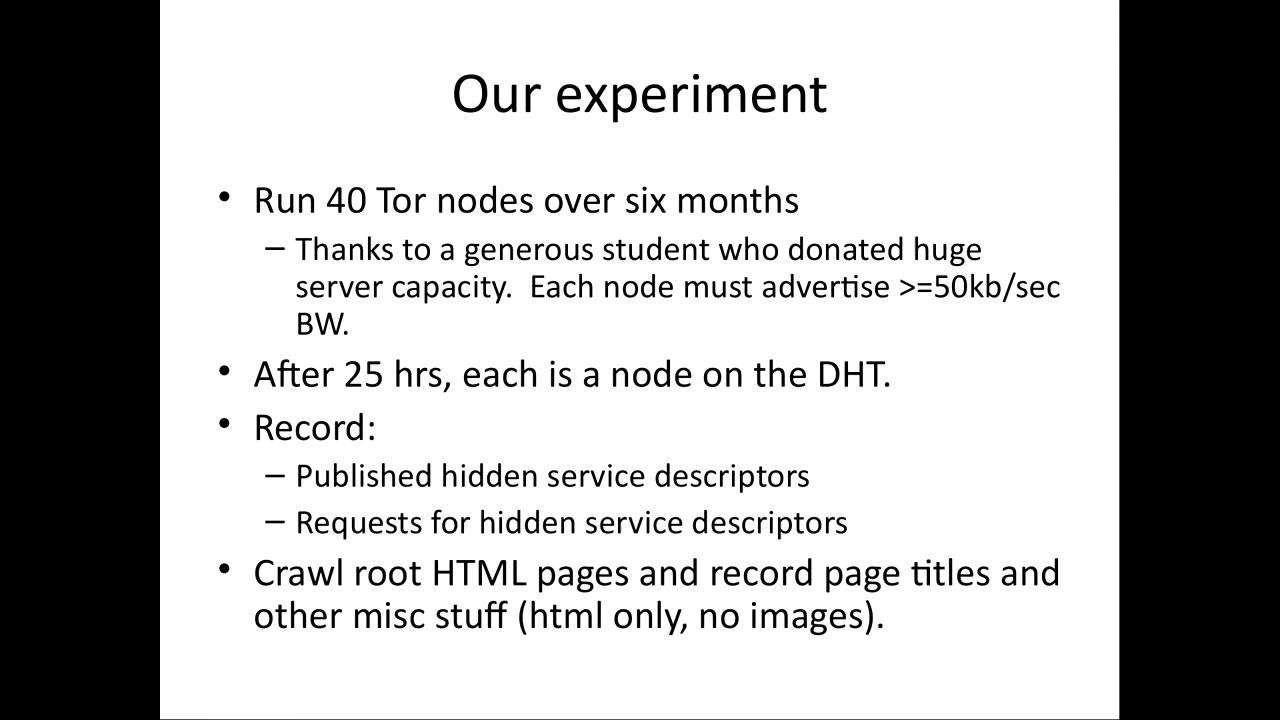 Our experiment
• Run 40 Tor nodes over six months
– Thanks to a generous student who donated huge
server capacity.  Each node must advertise >=50kb/sec
BW.
• After 25 hrs, each is a node on the DHT.
• Record:
– Published hidden service descriptors
– Requests for hidden service descriptors
• Crawl root HTML pages and record page titles and
other misc stuff (html only, no images).